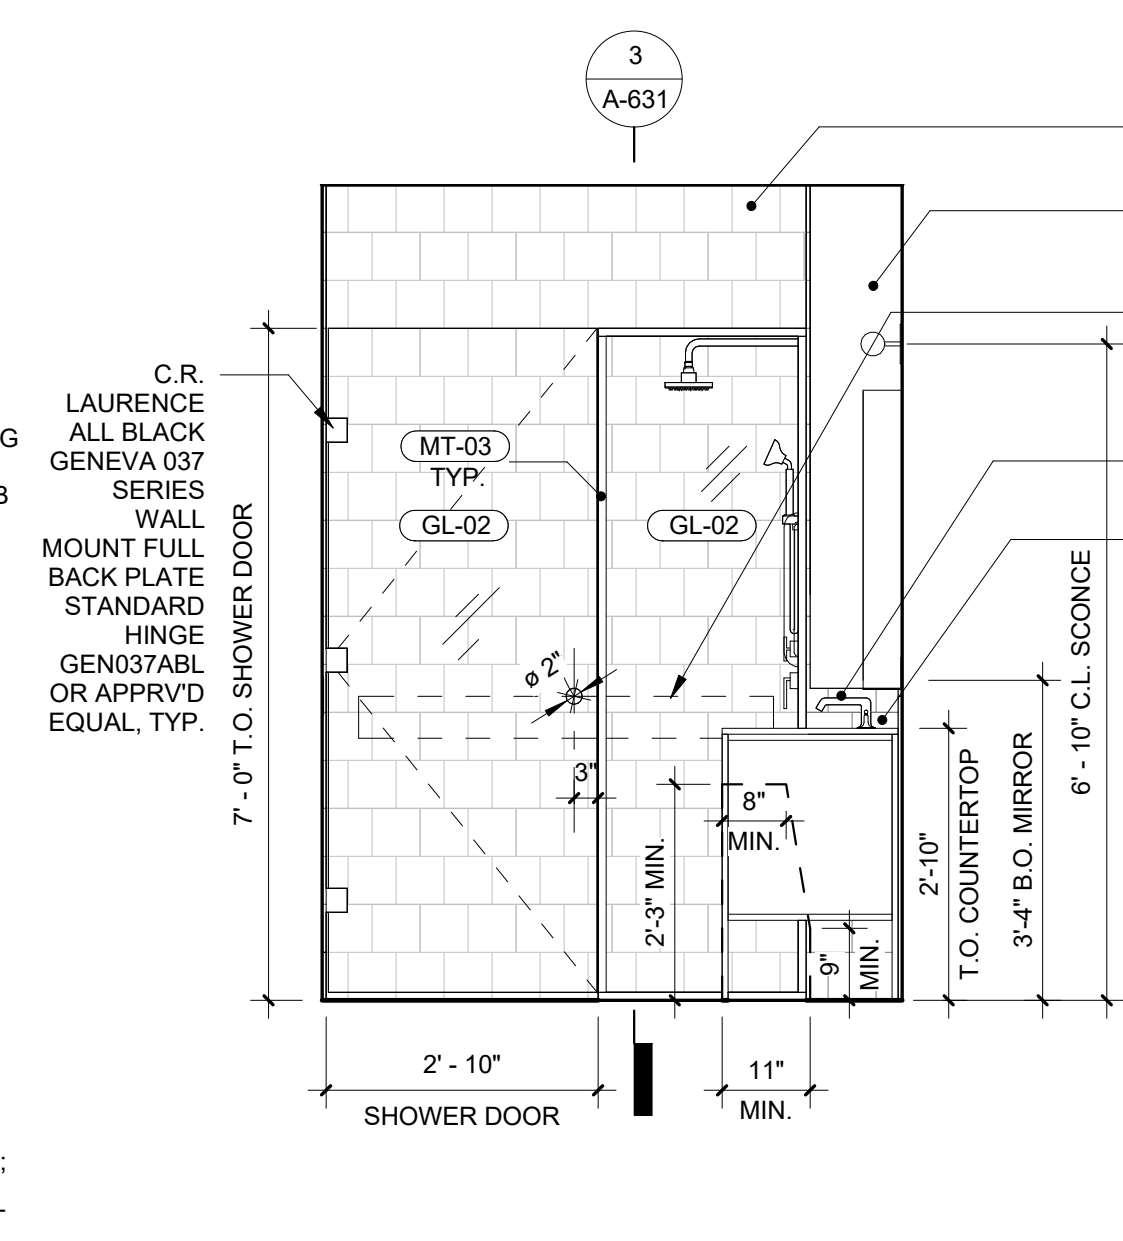 3
A-631
C.R.
LAURENCE
ALL BLACK
GENEVA 037
SERIES
WALL
MOUNT FULL
BACK PLATE
STANDARD
HINGE
GEN037ABL
OR APPRV'D
EQUAL, TYP.
G
B
7' - 0" T.O. SHOWER DOOR
MT-03
TYP.
GL-02
GL-02
ø 2"
3"
2'-3" MIN.
8"
MIN.
9"
MIN.
2'-10"
T.O. COUNTERTOP
3'-4" B.O. MIRROR
6' - 10" C.L. SCONCE
2' - 10"
SHOWER DOOR
11"
MIN.
;